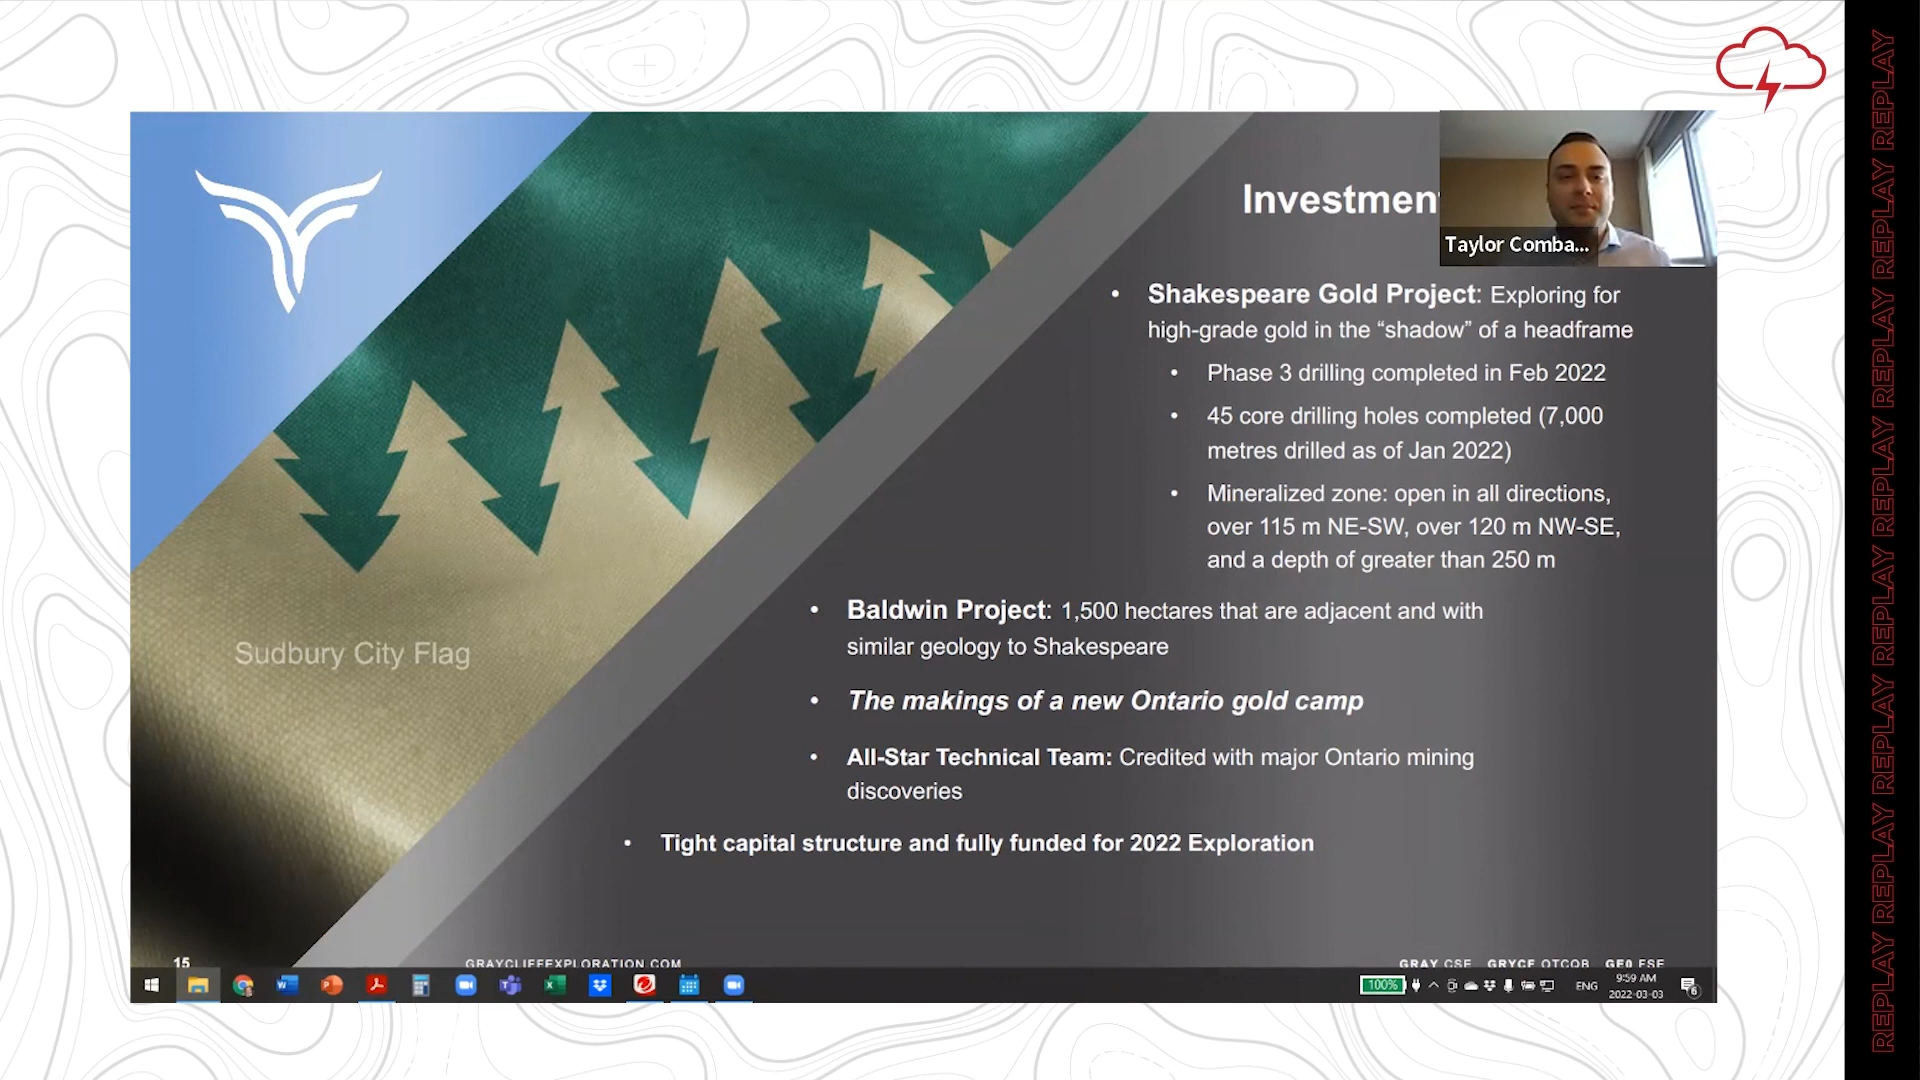 Investment
Taylor Comba...
• Shakespeare Gold Project: Exploring for
high-grade gold in the “shadow” of a headframe
• Phase 3 drilling completed in Feb 2022
• 45 core drilling holes completed (7,000
metres drilled as of Jan 2022)
• Mineralized zone: open in all directions,
over 115 m NE-SW, over 120 m NW-SE,
and a depth of greater than 250 m
• Baldwin Project: 1,500 hectares that are adjacent and with
similar geology to Shakespeare
Sudbury City Flag
• The makings of a new Ontario gold camp
• All-Star Technical Team: Credited with major Ontario mining
discoveries
• Tight capital structure and fully funded for 2022 Exploration
15
GRAYCLIFFEXPLORATION.COM
GRAY CSE GRYCF OTCQB GE0 FSE
100%
ENG
9:59 AM
2022-03-03
6
REPLAY REPLAY REPLAY REPLAY REPLAY REPLAY REPLAY REPLAY